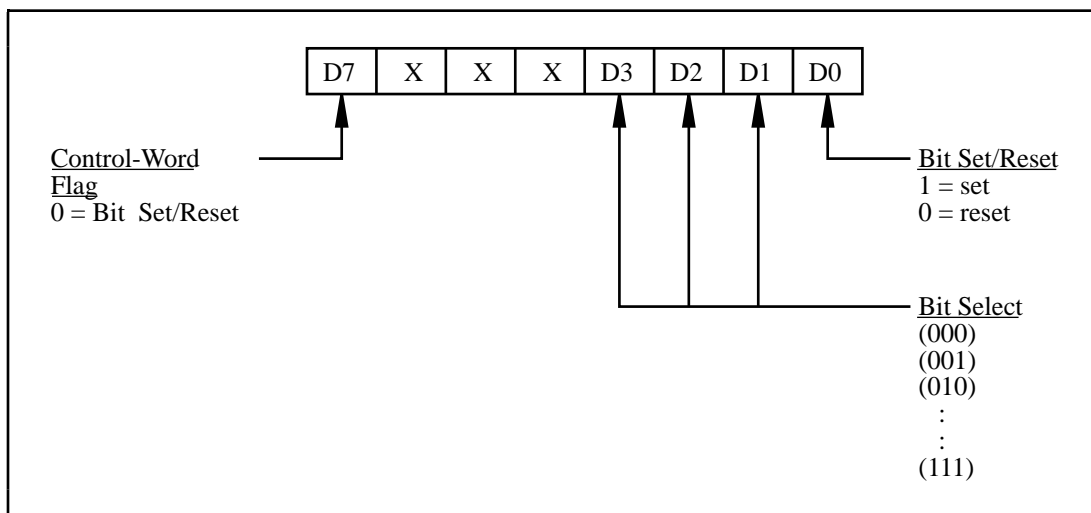 D7 X X X D3 D2 D1 D0
Control-Word
Flag
0 = Bit Set/Reset
Bit Set/Reset
1 = set
0 = reset
Bit Select
(000)
(001)
(010)
:
:
(111)